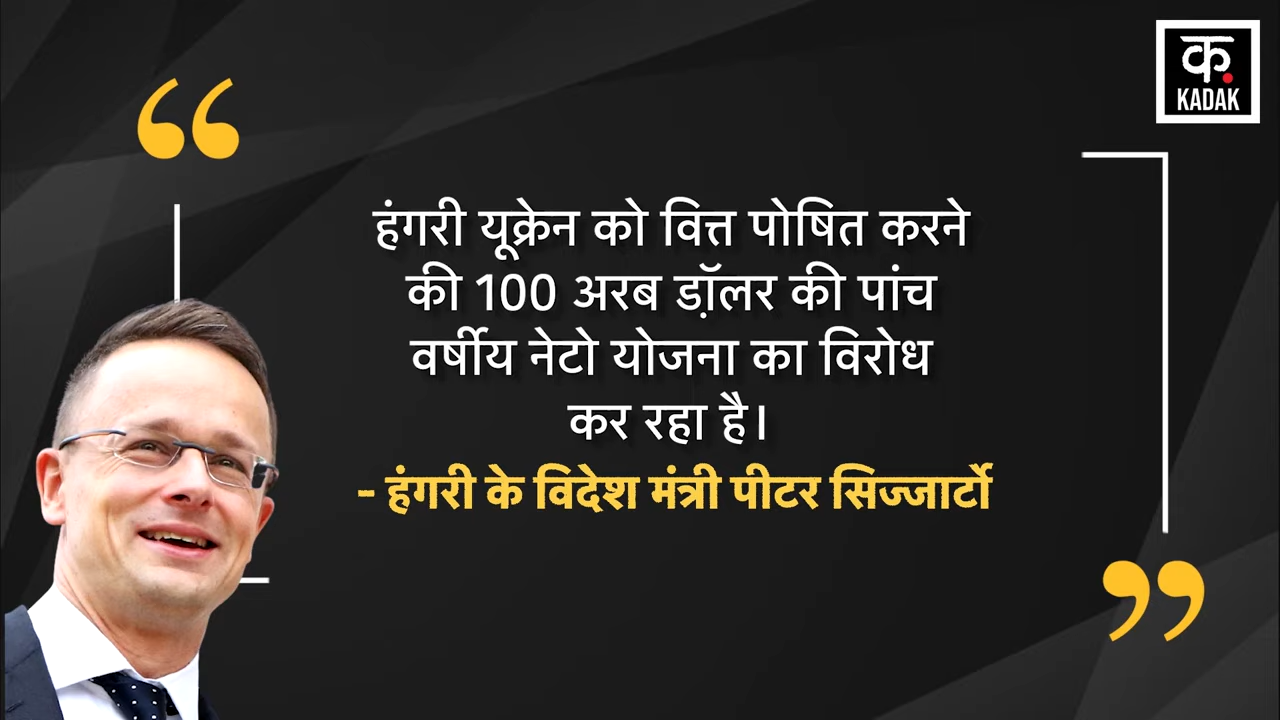 क.
KADAK
“
हंगरी यूक्रेन को वित्त पोषित करने
की 100 अरब डॉ़लर की पांच
वर्षीय नेटो योजना का विरोध
कर रहा है।
- हंगरी के विदेश मंत्री पीटर सिज्जार्टो
”